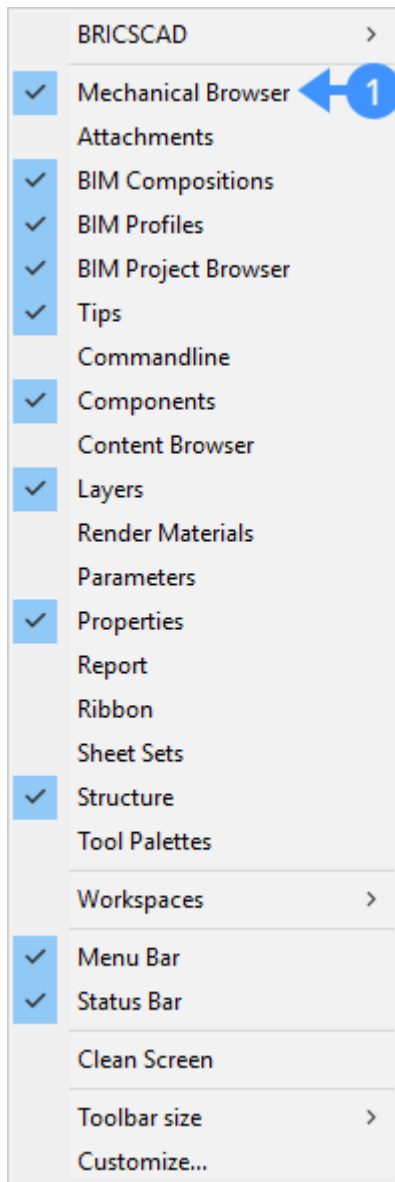 BRICSCAD
Mechanical Browser 1
Attachments
BIM Compositions
BIM Profiles
BIM Project Browser
Tips
Commandline
Components
Content Browser
Layers
Render Materials
Parameters
Properties
Report
Ribbon
Sheet Sets
Structure
Tool Palettes
Workspaces
Menu Bar
Status Bar
Clean Screen
Toolbar size
Customize...